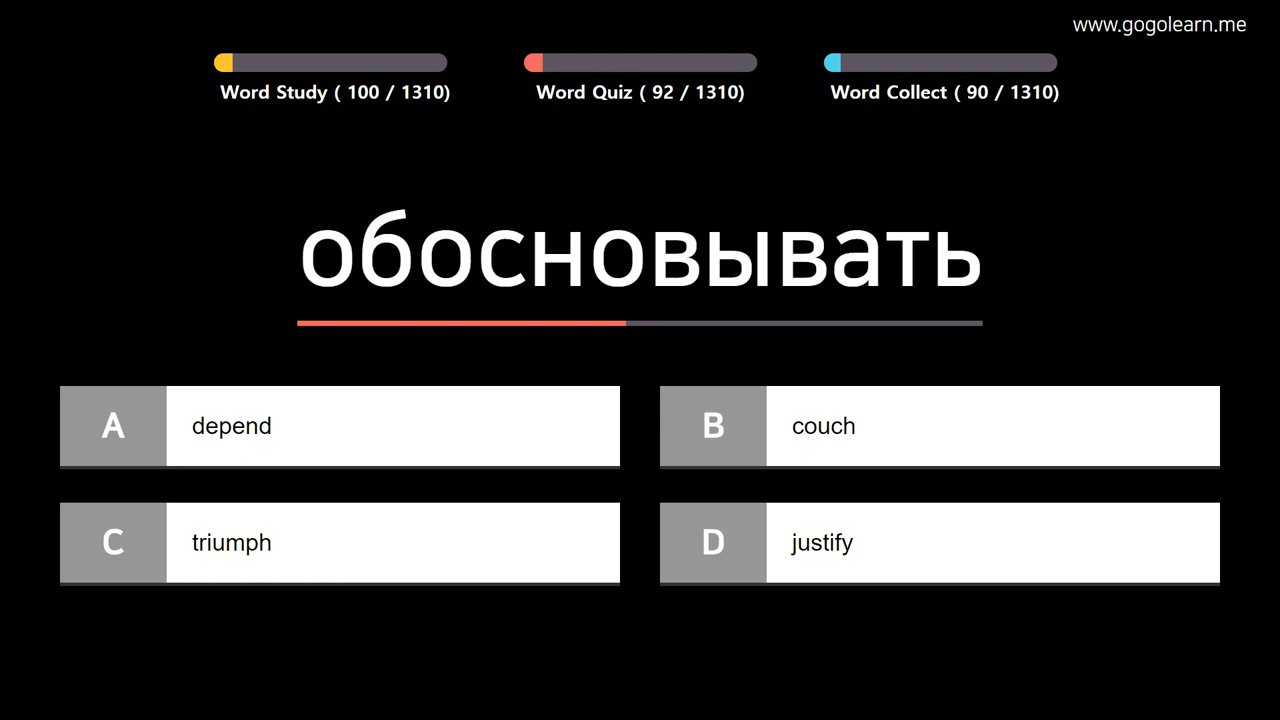 www.gogolearn.me
Word Study ( 100 / 1310)
Word Quiz ( 92 / 1310)
Word Collect ( 90 / 1310)
обосновывать
A depend
B couch
C triumph
D justify